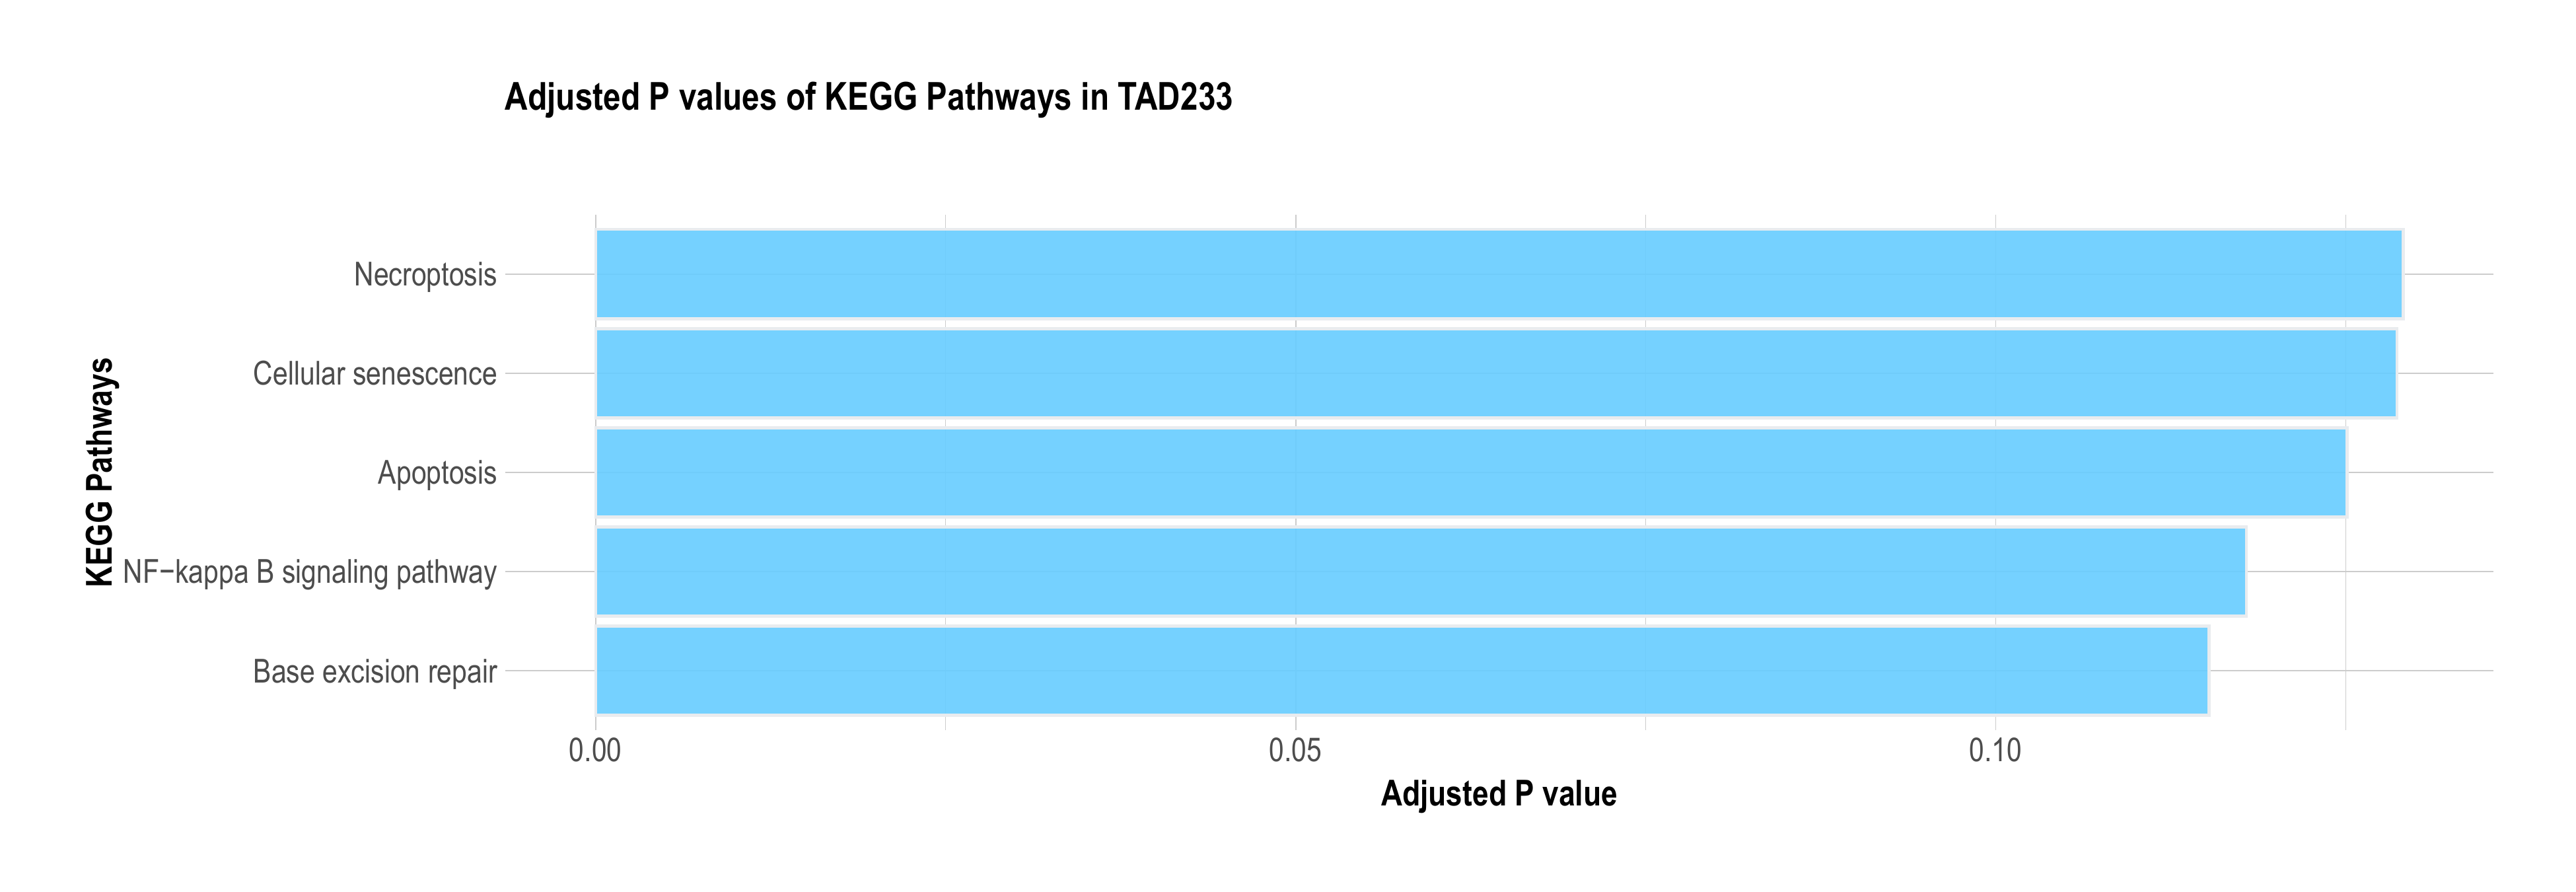 Adjusted P values of KEGG Pathways in TAD233
KEGG Pathways
Necroptosis
Cellular senescence
Apoptosis
NF−kappa B signaling pathway
Base excision repair
0.00 0.05 0.10
Adjusted P value